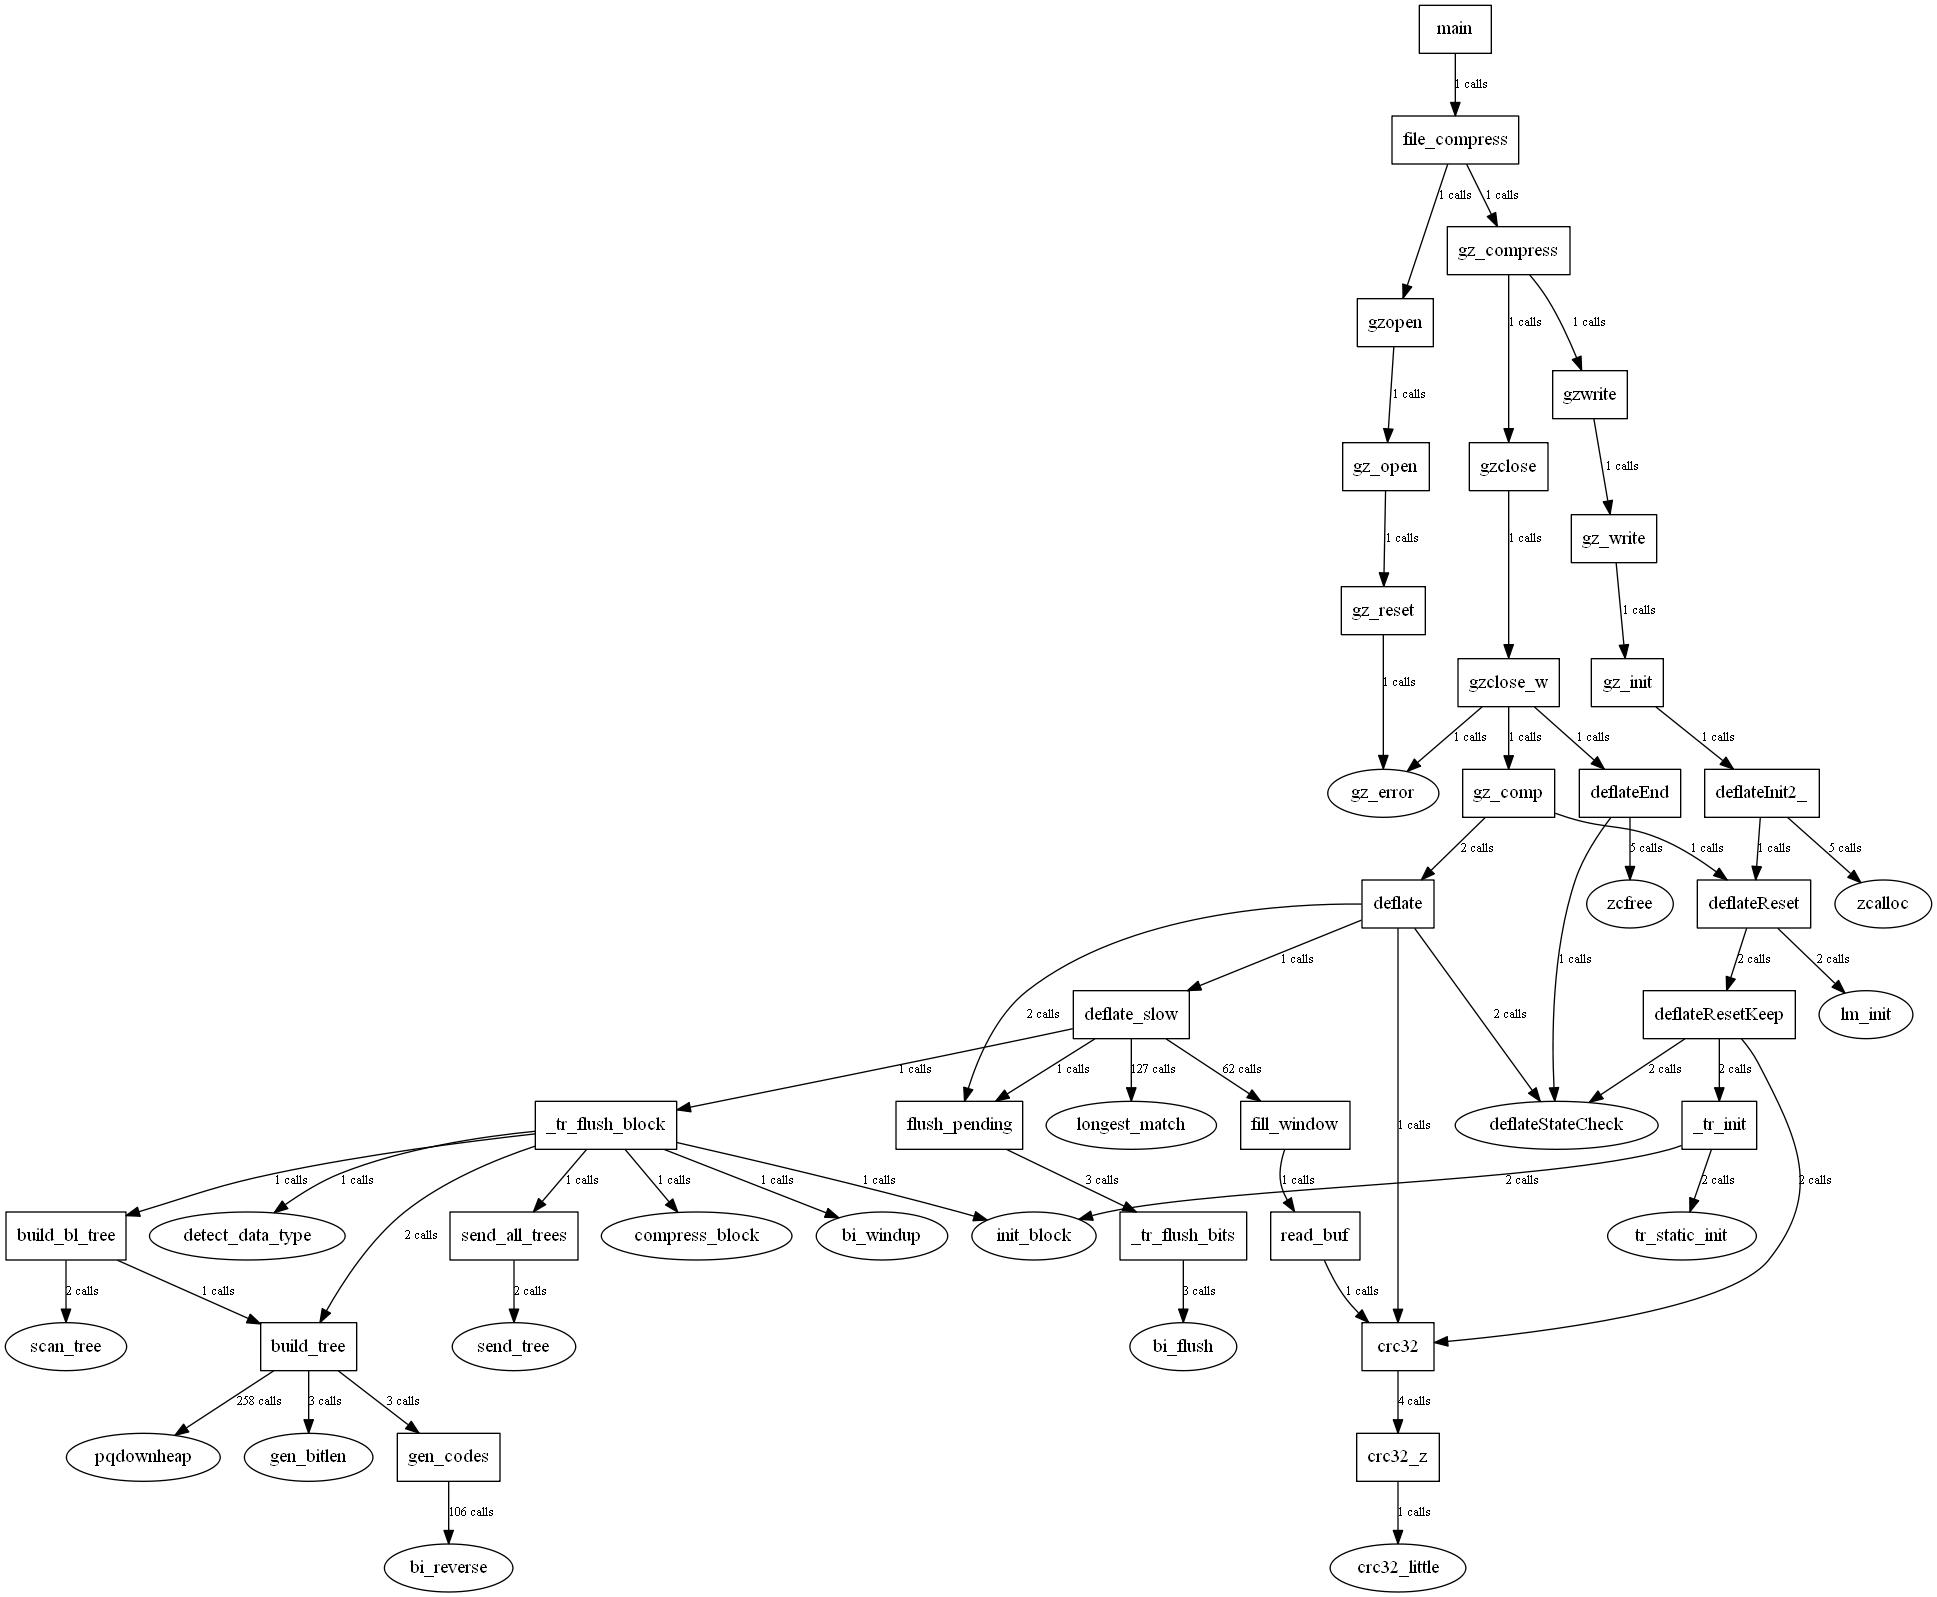 main
1 calls
file_compress
1 calls
1 calls
gz_compress
gzopen
1 calls
1 calls
1 calls
gzwrite
gz_open
gzclose
1 calls
1 calls
1 calls
gz_write
gz_reset
1 calls
1 calls
gzclose_w
gz_init
1 calls
1 calls
1 calls
1 calls
gz_error
gz_comp
deflateEnd
deflateInit2_
2 calls
5 calls
1 calls
1 calls
5 calls
deflate
zcfree
deflateReset
zcalloc
1 calls
1 calls
2 calls
2 calls
2 calls
deflate_slow
2 calls
deflateResetKeep
lm_init
1 calls
1 calls
127 calls
62 calls
2 calls
2 calls
_tr_flush_block
flush_pending
longest_match
fill_window
1 calls
deflateStateCheck
_tr_init
1 calls
1 calls
2 calls
1 calls
1 calls
1 calls
1 calls
3 calls
1 calls
2 calls
2 calls
2 calls
build_bl_tree
detect_data_type
send_all_trees
compress_block
bi_windup
init_block
_tr_flush_bits
read_buf
tr_static_init
2 calls
1 calls
2 calls
3 calls
1 calls
scan_tree
build_tree
send_tree
bi_flush
crc32
258 calls
3 calls
3 calls
4 calls
pqdownheap
gen_bitlen
gen_codes
crc32_z
106 calls
1 calls
bi_reverse
crc32_little